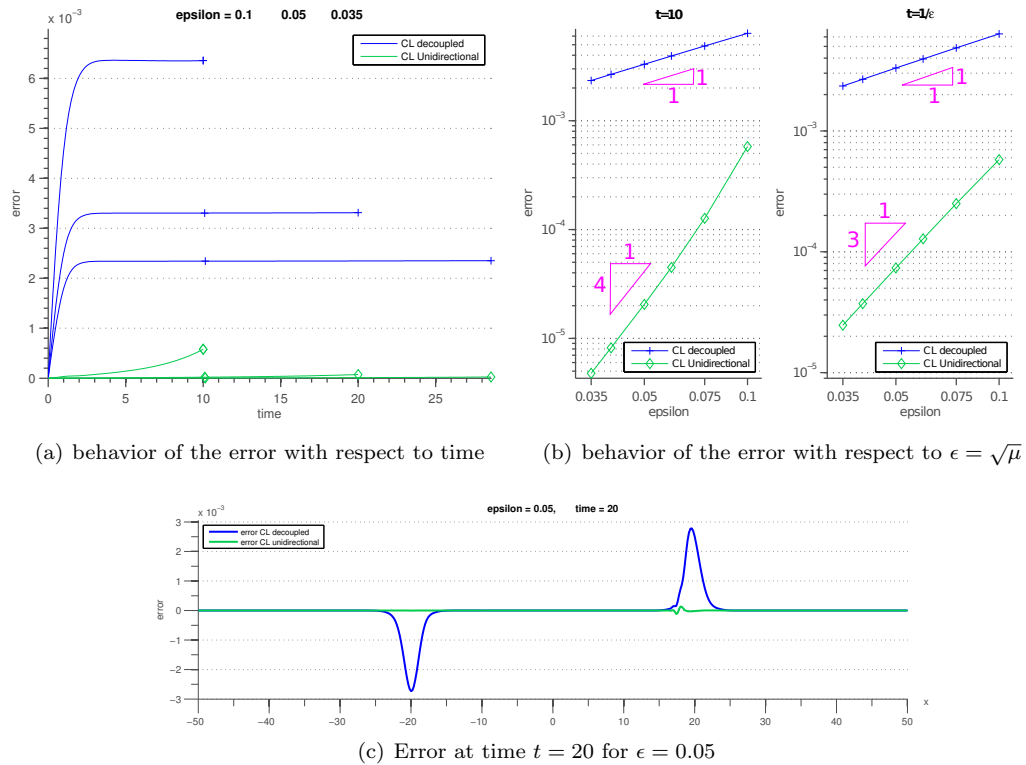 x 10⁻³
epsilon = 0.1 0.05 0.035
CL decoupled
CL Unidirectional
6
5
4
3
2
1
0
error
0 5 10 15 20 25
time
(a) behavior of the error with respect to time
t=10
10⁻³
10⁻⁴
10⁻⁵
error
1
1
1
4
CL decoupled
CL Unidirectional
0.035 0.05 0.075 0.1
epsilon
t=1/ε
10⁻³
10⁻⁴
10⁻⁵
error
1
1
1
3
CL decoupled
CL Unidirectional
0.035 0.05 0.075 0.1
epsilon
(b) behavior of the error with respect to ϵ = √μ
x 10⁻³
epsilon = 0.05, time = 20
error CL decoupled
error CL unidirectional
3
2
1
0
−1
−2
−3
error
x
−50 −40 −30 −20 −10 0 10 20 30 40 50
(c) Error at time t = 20 for ϵ = 0.05